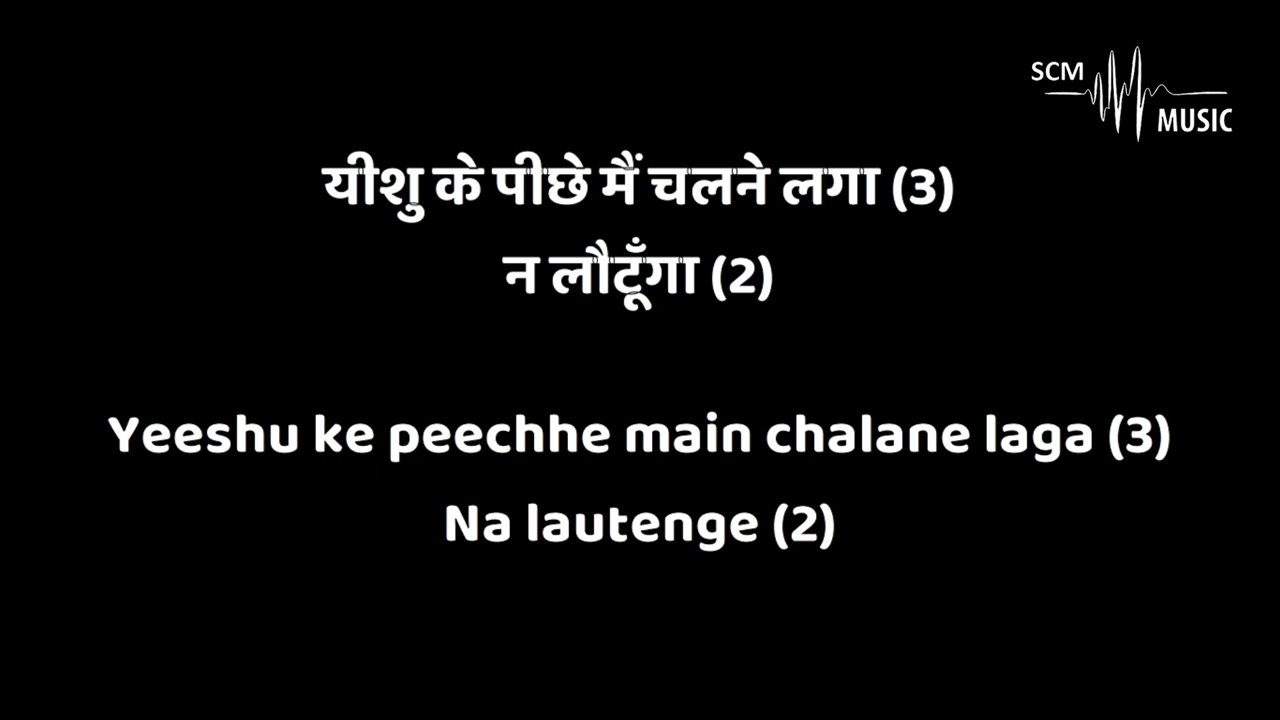 SCM
MUSIC
यीशु के पीछे मैं चलने लगा (3)
न लौटूँगा (2)
Yeeshu ke peechhe main chalane laga (3)
Na lautenge (2)